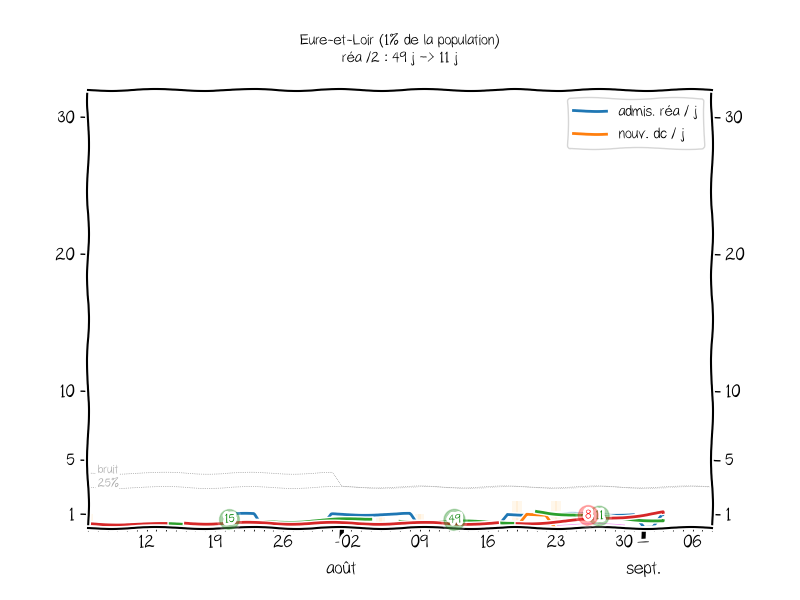 Eure-et-Loir (1% de la population)
réa /2 : 49 j -> 11 j
30 30
admis. réa / j
nouv. dc / j
20 20
10 10
5 5
bruit
25%
1 15 49 8 11 1
12 19 26 02 09 16 23 30 06
août sept.